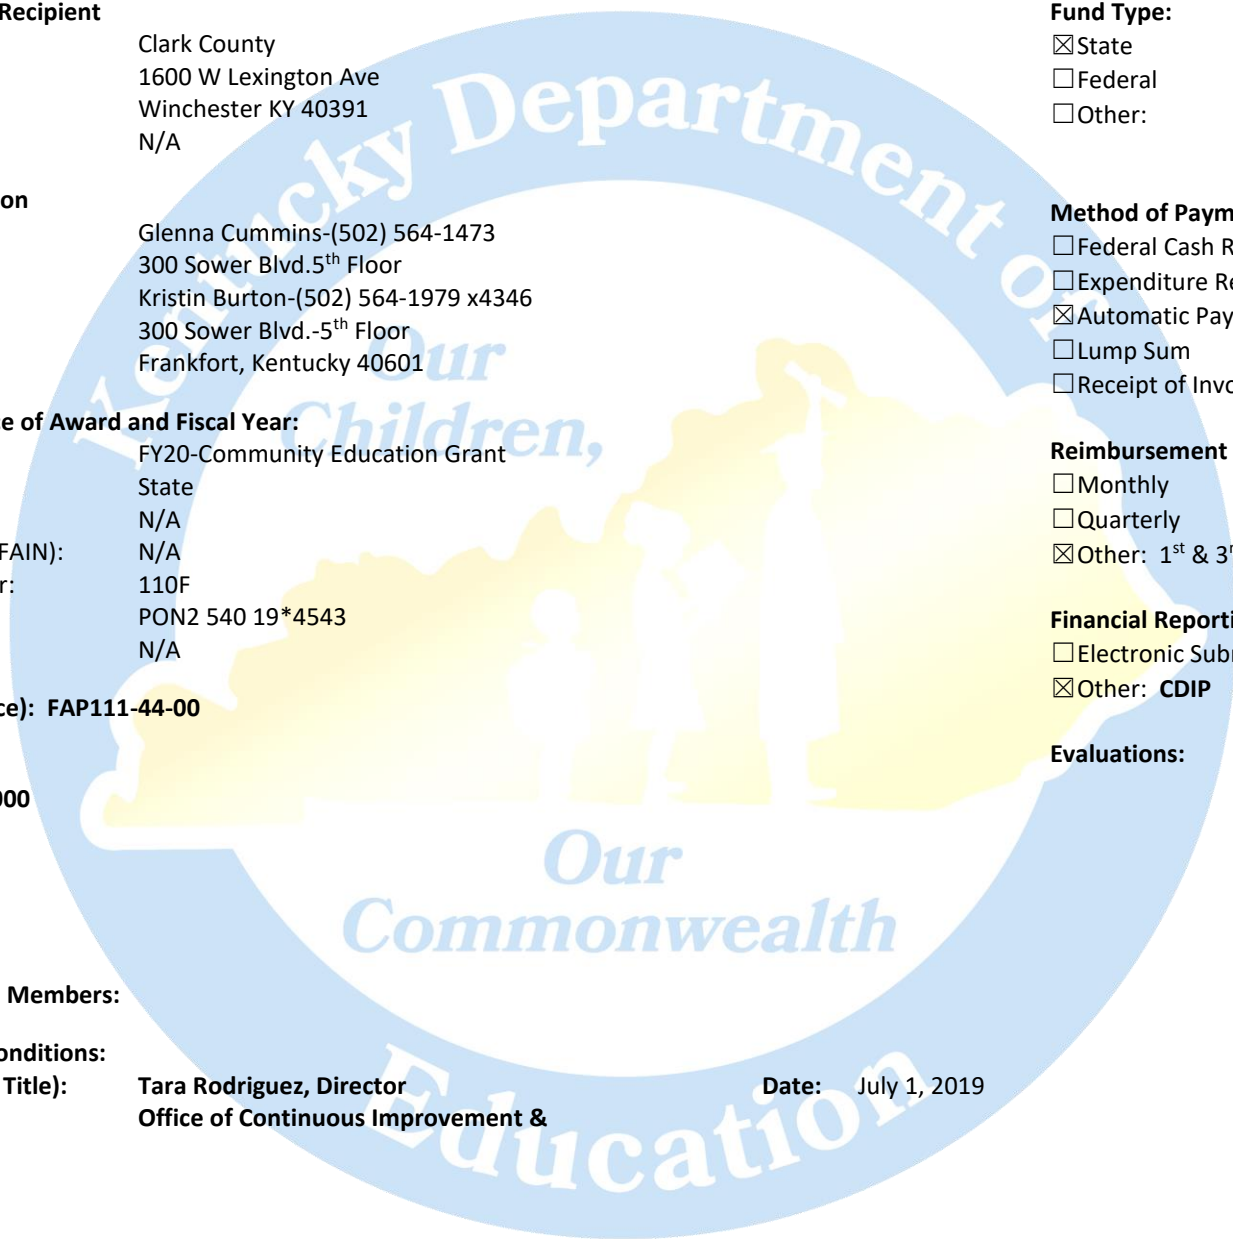 Recipient
Clark County
1600 W Lexington Ave
Winchester KY 40391
N/A
on
Glenna Cummins-(502) 564-1473
300 Sower Blvd.5th Floor
Kristin Burton-(502) 564-1979 x4346
300 Sower Blvd.-5th Floor
Frankfort, Kentucky 40601
e of Award and Fiscal Year:
FY20-Community Education Grant
State
N/A
FAIN): N/A
r: 110F
PON2 540 19*4543
N/A
ce): FAP111-44-00
000
Members:
onditions:
Title): Tara Rodriguez, Director Date: July 1, 2019
Office of Continuous Improvement &
Fund Type:
☒State
☐Federal
☐Other:
Method of Paym
☐Federal Cash R
☐Expenditure Re
☒Automatic Pay
☐Lump Sum
☐Receipt of Invo
Reimbursement
☐Monthly
☐Quarterly
☒Other: 1st & 3r
Financial Reporti
☐Electronic Sub
☒Other: CDIP
Evaluations:
Kentucky Department of
Education
Our
Children,
Our
Commonwealth